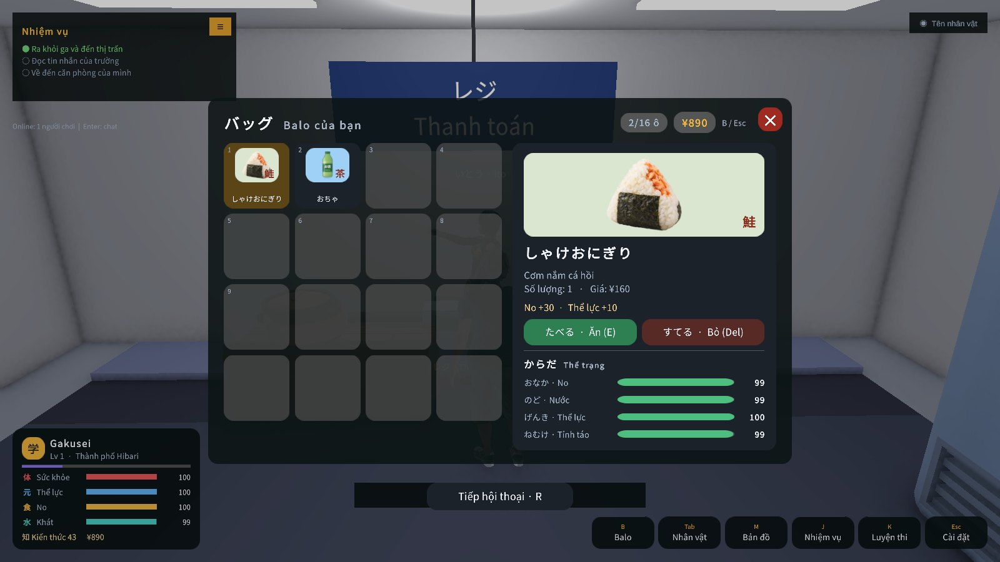 Nhiệm vụ
Ra khỏi ga và đến thị trấn
Đọc tin nhắn của trường
Về đến căn phòng của mình
Online: 1 người chơi | Enter: chat
Tên nhân vật
レジ
Thanh toán
バッグ Balo của bạn
2/16 ô
¥890
B / Esc
1
鮭
しゃけおにぎり
2
お茶
茶
おちゃ
3
4
いとう
5
6
7
8
9
鮭
しゃけおにぎり
Cơm nắm cá hồi
Số lượng: 1 · Giá: ¥160
No +30 · Thể lực +10
たべる · Ăn (E)
すてる · Bỏ (Del)
からだ Thể trạng
おなか · No 99
のど · Nước 99
げんき · Thể lực 100
ねむけ · Tỉnh táo 99
学
Gakusei
Lv 1 · Thành phố Hibari
体 Sức khỏe 100
元 Thể lực 100
食 No 100
水 Khát 99
知 Kiến thức 43 ¥890
Tiếp hội thoại · R
B
Balo
Tab
Nhân vật
M
Bản đồ
J
Nhiệm vụ
K
Luyện thi
Esc
Cài đặt